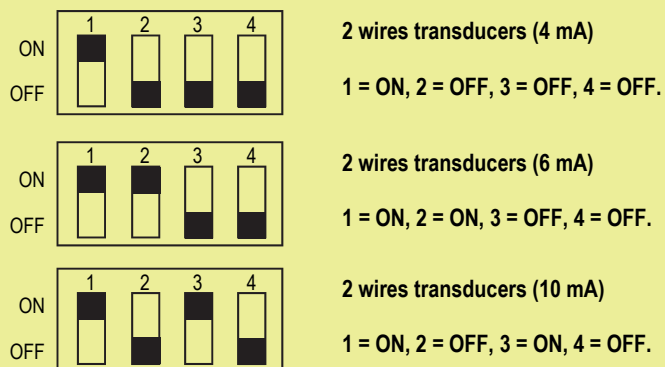 1 2 3 4
ON
OFF
2 wires transducers (4 mA)
1 = ON, 2 = OFF, 3 = OFF, 4 = OFF.
1 2 3 4
ON
OFF
2 wires transducers (6 mA)
1 = ON, 2 = ON, 3 = OFF, 4 = OFF.
1 2 3 4
ON
OFF
2 wires transducers (10 mA)
1 = ON, 2 = OFF, 3 = ON, 4 = OFF.